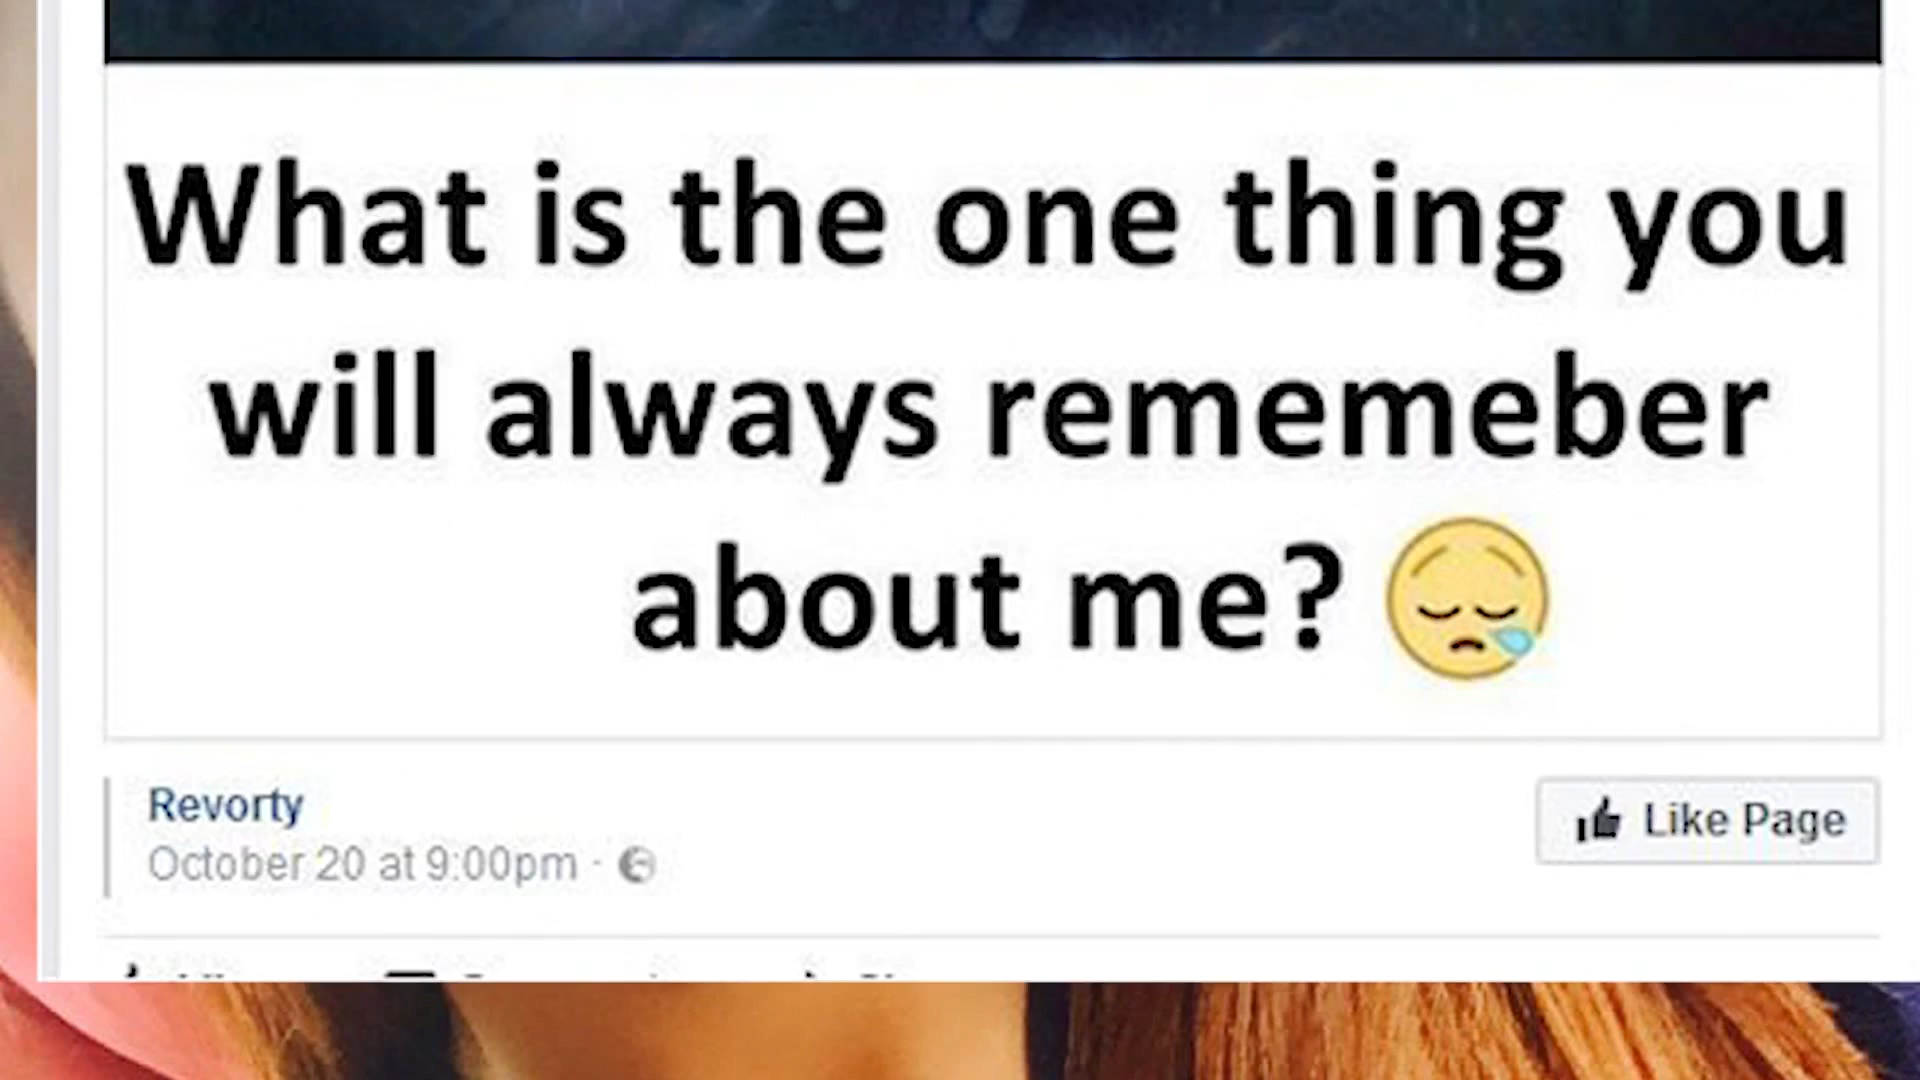 What is the one thing you
will always rememeber
about me?
Revorty
October 20 at 9:00pm ·
Like Page